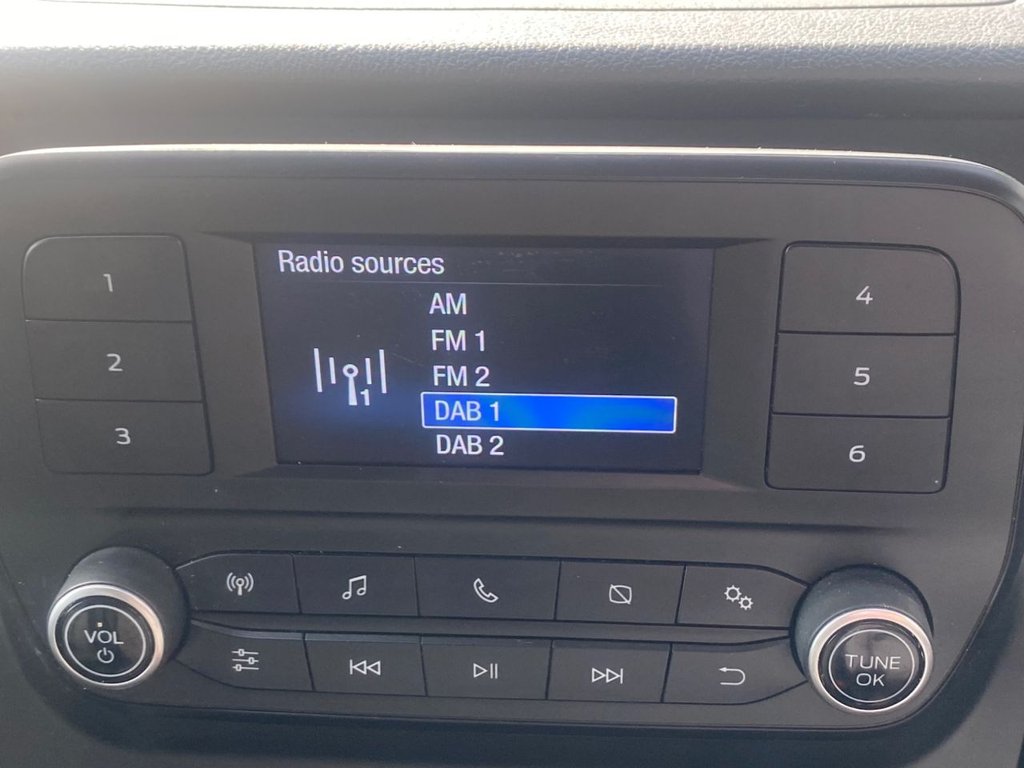 Radio sources
AM
FM 1
FM 2
DAB 1
DAB 2
1
1
2
3
4
5
6
VOL
TUNE
OK